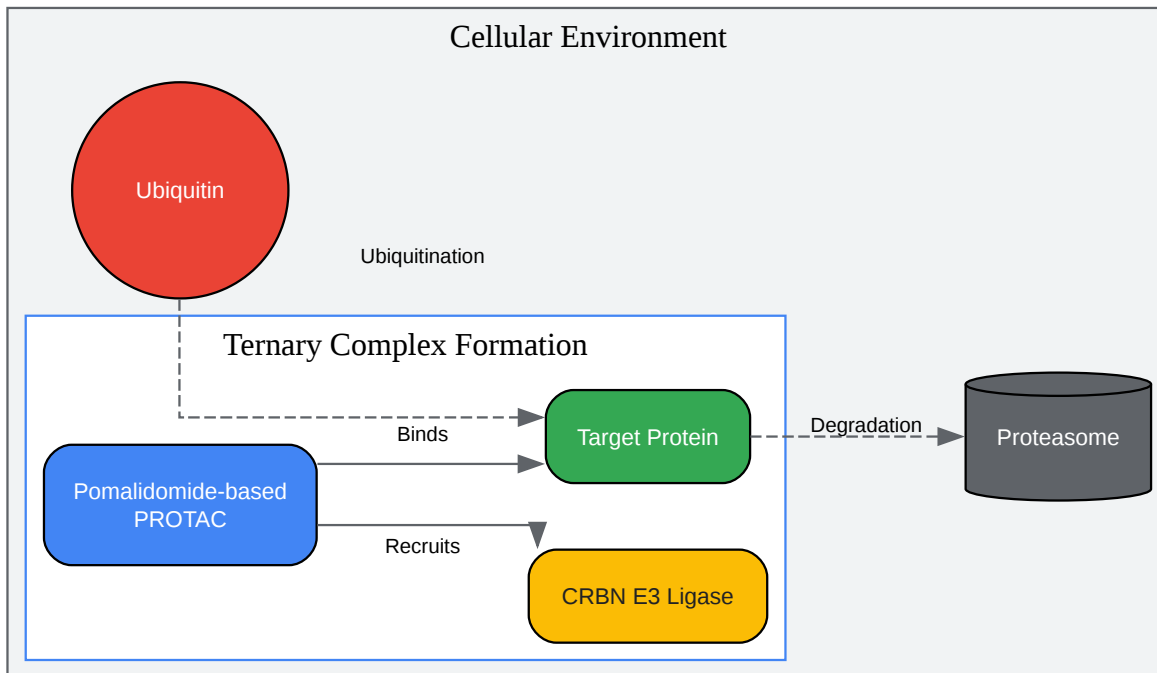 Cellular Environment
Ubiquitin
Ubiquitination
Ternary Complex Formation
Binds
Target Protein
Degradation
Proteasome
Pomalidomide-based
PROTAC
Recruits
CRBN E3 Ligase